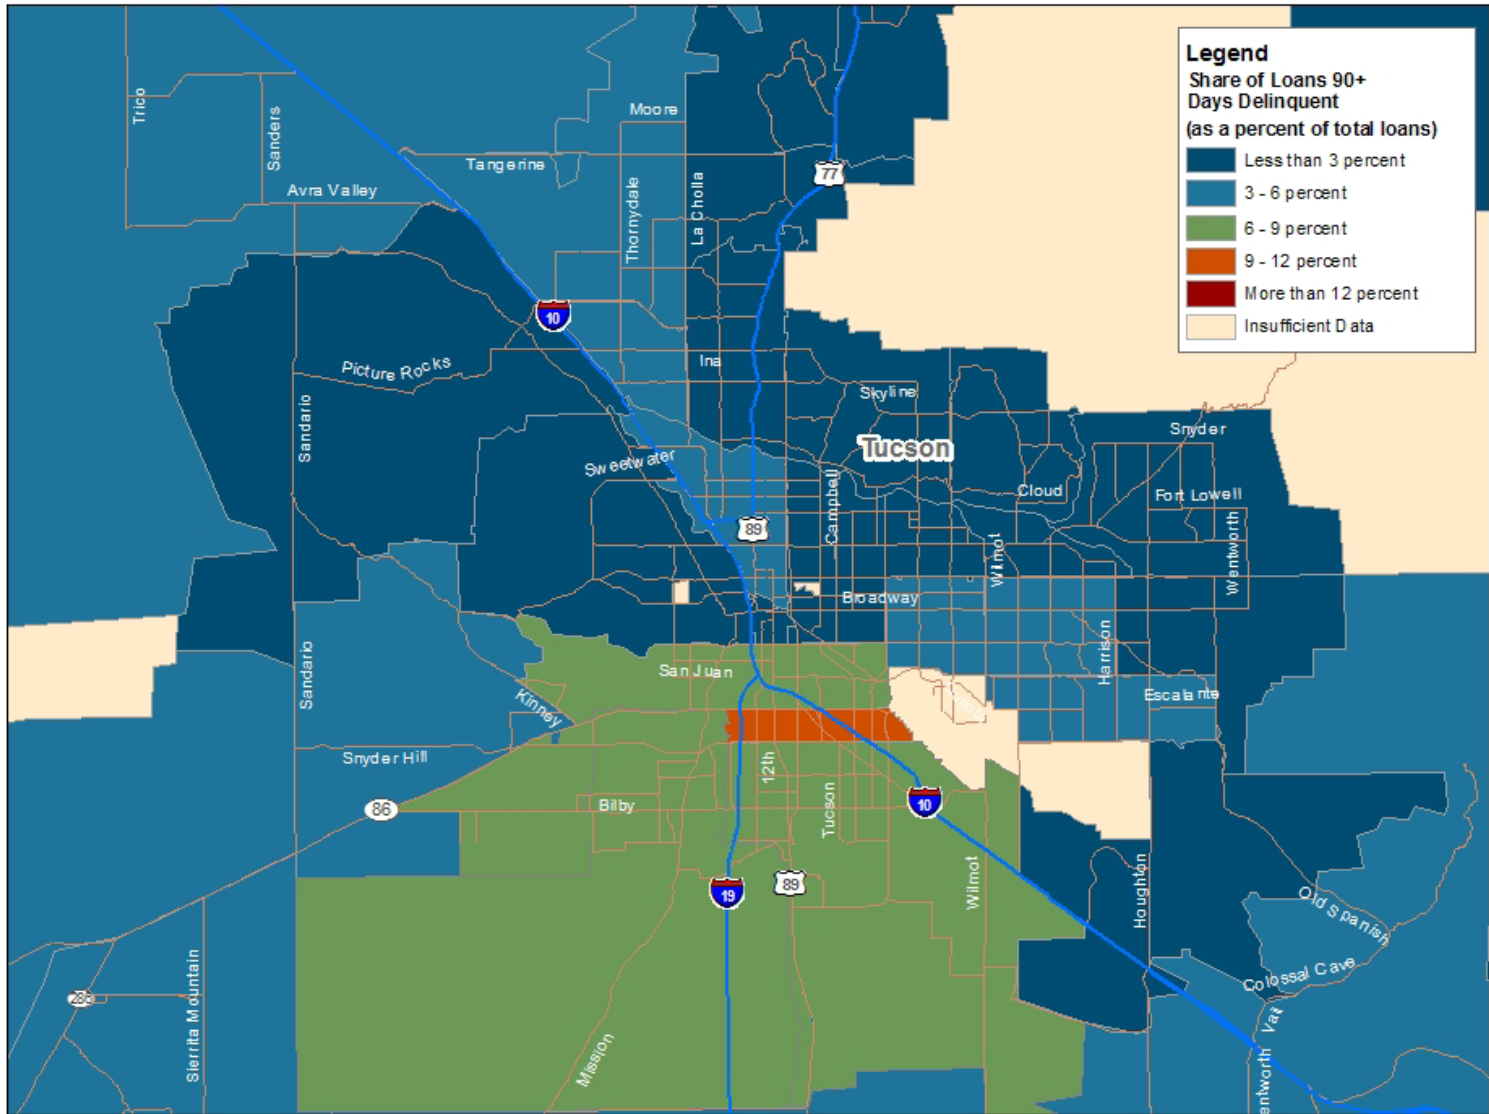 Legend
Share of Loans 90+
Days Delinquent
(as a percent of total loans)
Less than 3 percent
3 - 6 percent
6 - 9 percent
9 - 12 percent
More than 12 percent
Insufficient Data
Trico
Sanders
Moore
Tangerine
Avra Valley
Thornydale
La Cholla
77
10
Picture Rocks
Ina
Skyline
Sandario
Snyder
Tucson
Sweetwater
Cloud
Fort Lowell
Campbell
89
Wilmot
Wentworth
Broadway
Harrison
Sandario
San Juan
Escalante
Kinney
Snyder Hill
12th
86
Bilby
Tucson
10
Wilmot
Houghton
19
89
Old Spanish
Colossal Cave
Sierrita Mountain
286
Mission
Vail
entworth